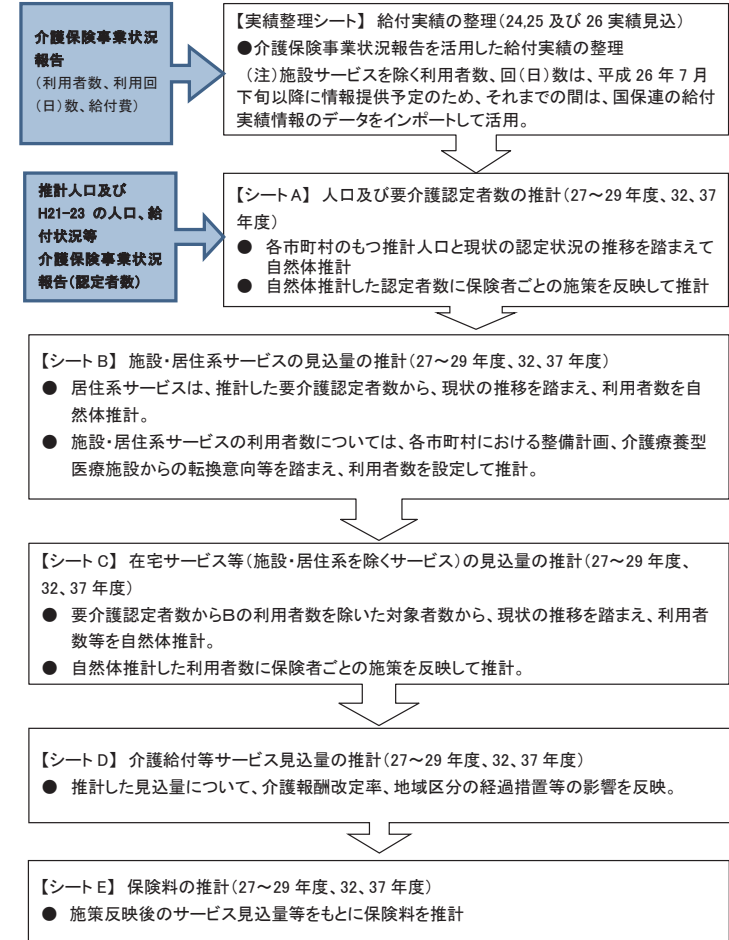 介護保険事業状況
報告
(利用者数、利用回
(日)数、給付費)
【実績整理シート】 給付実績の整理(24,25 及び 26 実績見込)
●介護保険事業状況報告を活用した給付実績の整理
(注)施設サービスを除く利用者数、回(日)数は、平成 26 年 7 月
下旬以降に情報提供予定のため、それまでの間は、国保連の給付
実績情報のデータをインポートして活用。
推計人口及び
H21-23 の人口、給
付状況等
介護保険事業状況
報告(認定者数)
【シートA】 人口及び要介護認定者数の推計(27～29 年度、32、37
年度)
● 各市町村のもつ推計人口と現状の認定状況の推移を踏まえて
自然体推計
● 自然体推計した認定者数に保険者ごとの施策を反映して推計
【シート B】 施設・居住系サービスの見込量の推計(27～29 年度、32、37 年度)
● 居住系サービスは、推計した要介護認定者数から、現状の推移を踏まえ、利用者数を自
然体推計。
● 施設・居住系サービスの利用者数については、各市町村における整備計画、介護療養型
医療施設からの転換意向等を踏まえ、利用者数を設定して推計。
【シート C】 在宅サービス等(施設・居住系を除くサービス)の見込量の推計(27～29 年度、
32、37 年度)
● 要介護認定者数からBの利用者数を除いた対象者数から、現状の推移を踏まえ、利用者
数等を自然体推計。
● 自然体推計した利用者数に保険者ごとの施策を反映して推計。
【シート D】 介護給付等サービス見込量の推計(27～29 年度、32、37 年度)
● 推計した見込量について、介護報酬改定率、地域区分の経過措置等の影響を反映。
【シート E】 保険料の推計(27～29 年度、32、37 年度)
● 施策反映後のサービス見込量等をもとに保険料を推計